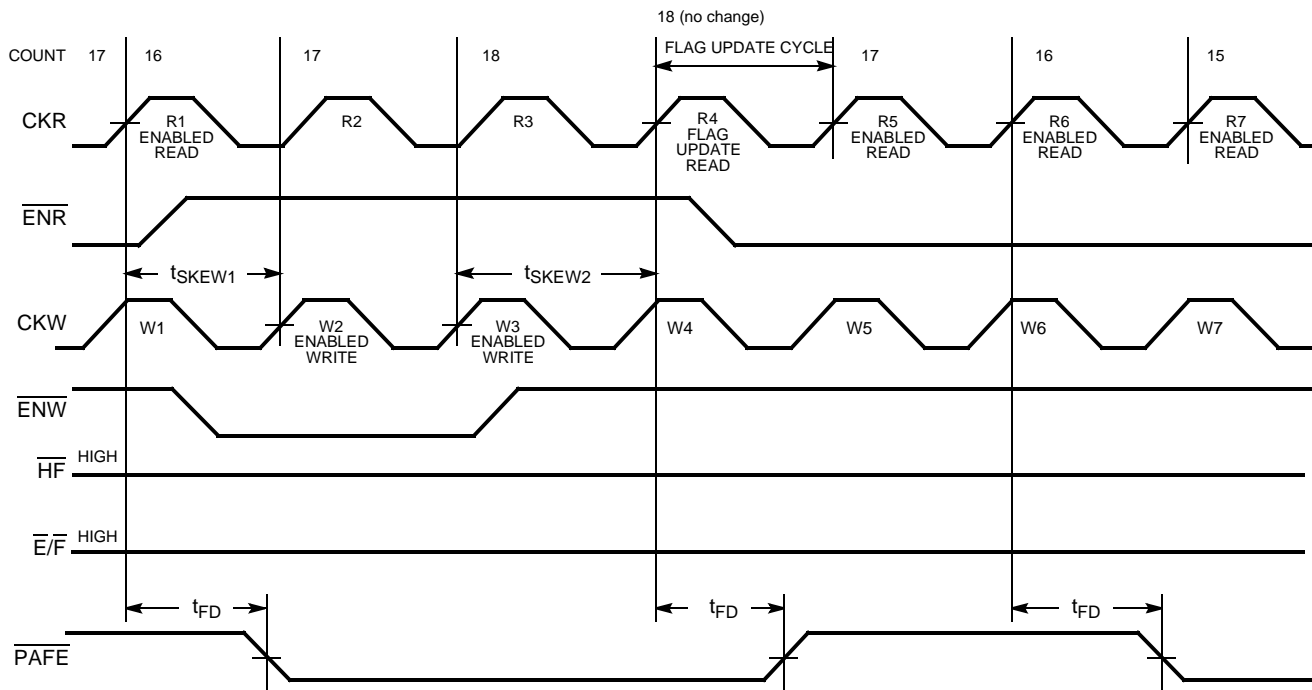 18 (no change)
FLAG UPDATE CYCLE
COUNT 17 16 17 18 17 16 15
CKR
R1
ENABLED
READ
R2
R3
R4
FLAG
UPDATE
READ
R5
ENABLED
READ
R6
ENABLED
READ
R7
ENABLED
READ
ENR
tSKEW1
tSKEW2
CKW
W1
W2
ENABLED
WRITE
W3
ENABLED
WRITE
W4
W5
W6
W7
ENW
HF HIGH
E/F HIGH
tFD
tFD
tFD
PAFE